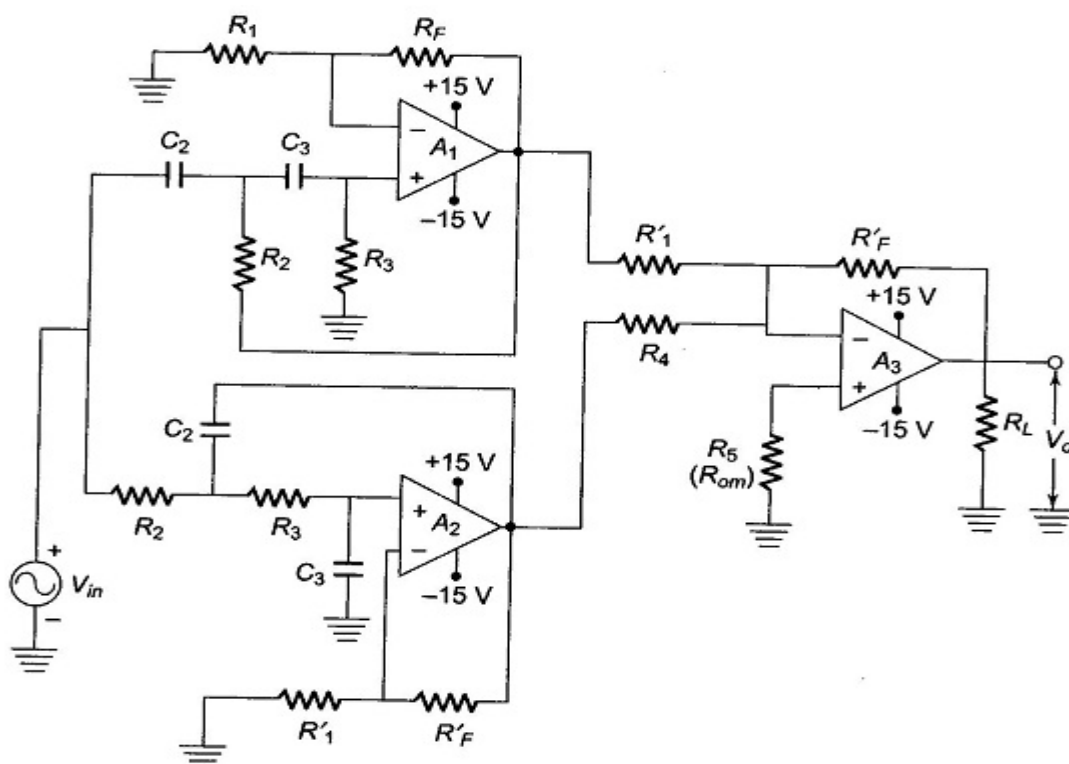 R1 RF
+15 V
−
A1
+
−15 V
C2 C3
R2 R3
R'1 R'F
+15 V
−
A3
+
−15 V
R4
R5
(Rom)
RL
C2
R2 R3
+15 V
+
A2
−
−15 V
C3
+
Vin
−
R'1 R'F